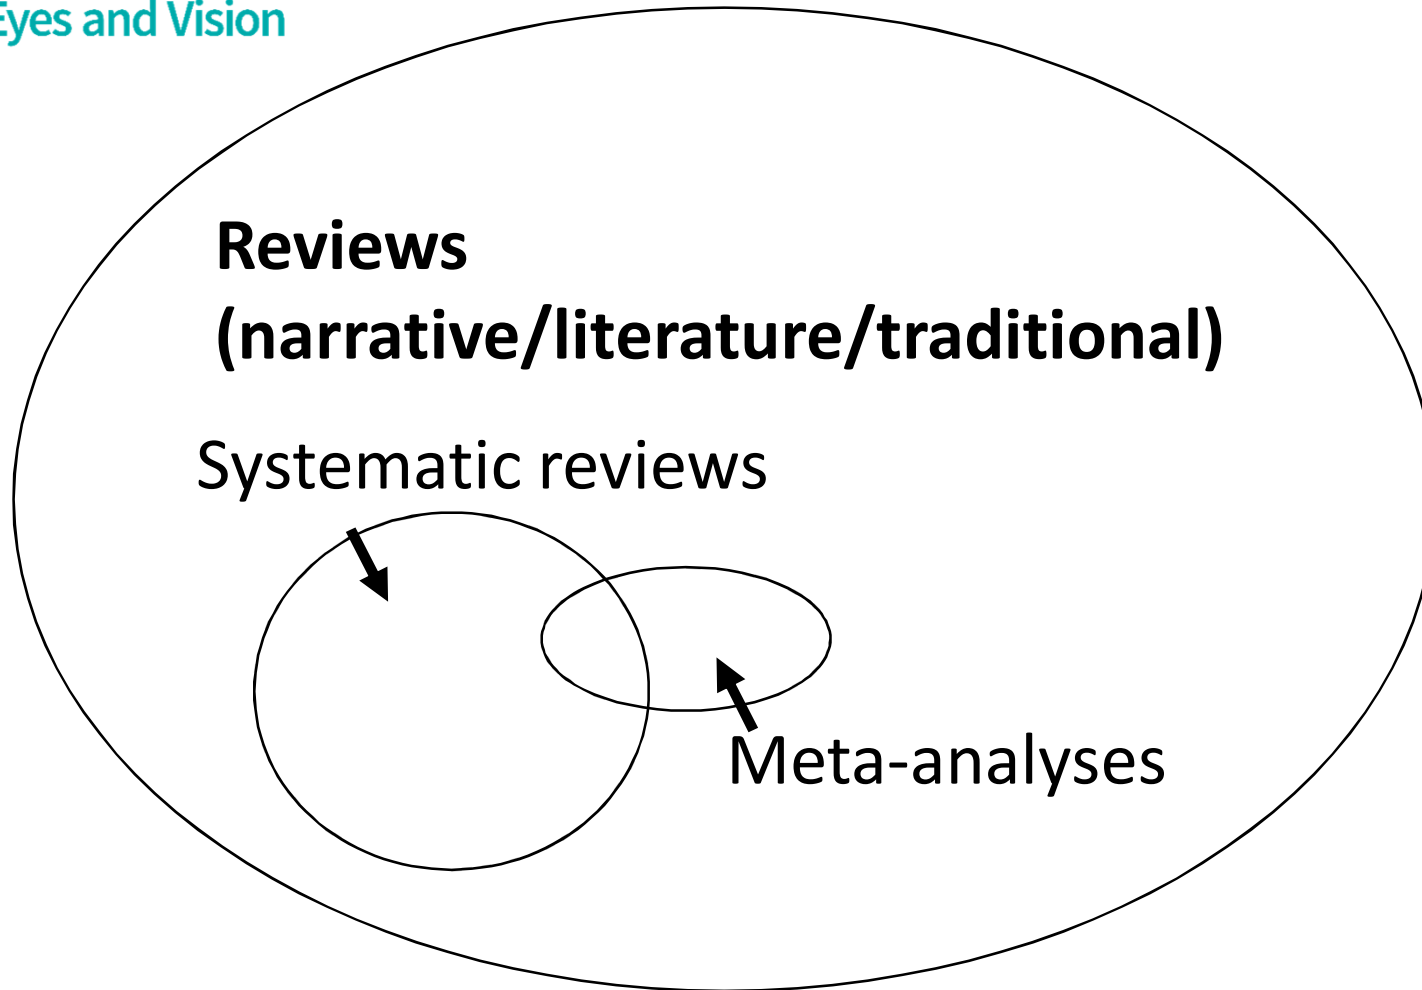 Eyes and Vision
Reviews
(narrative/literature/traditional)
Systematic reviews
Meta-analyses